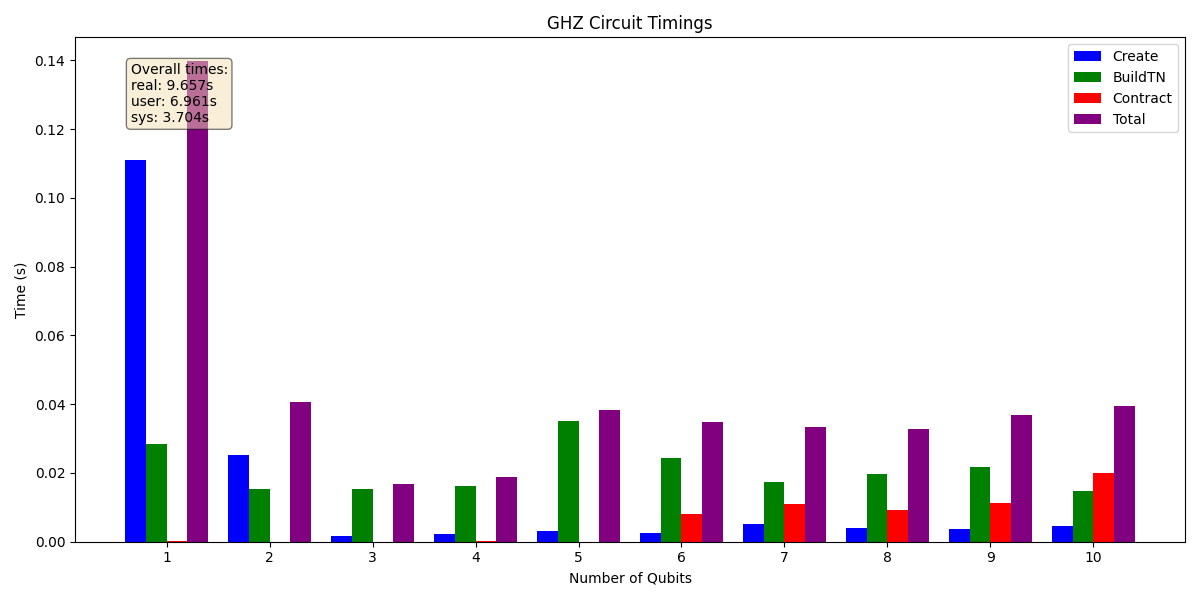 GHZ Circuit Timings
Overall times:
real: 9.657s
user: 6.961s
sys: 3.704s
Create
BuildTN
Contract
Total
Time (s)
0.14
0.12
0.10
0.08
0.06
0.04
0.02
0.00
1 2 3 4 5 6 7 8 9 10
Number of Qubits